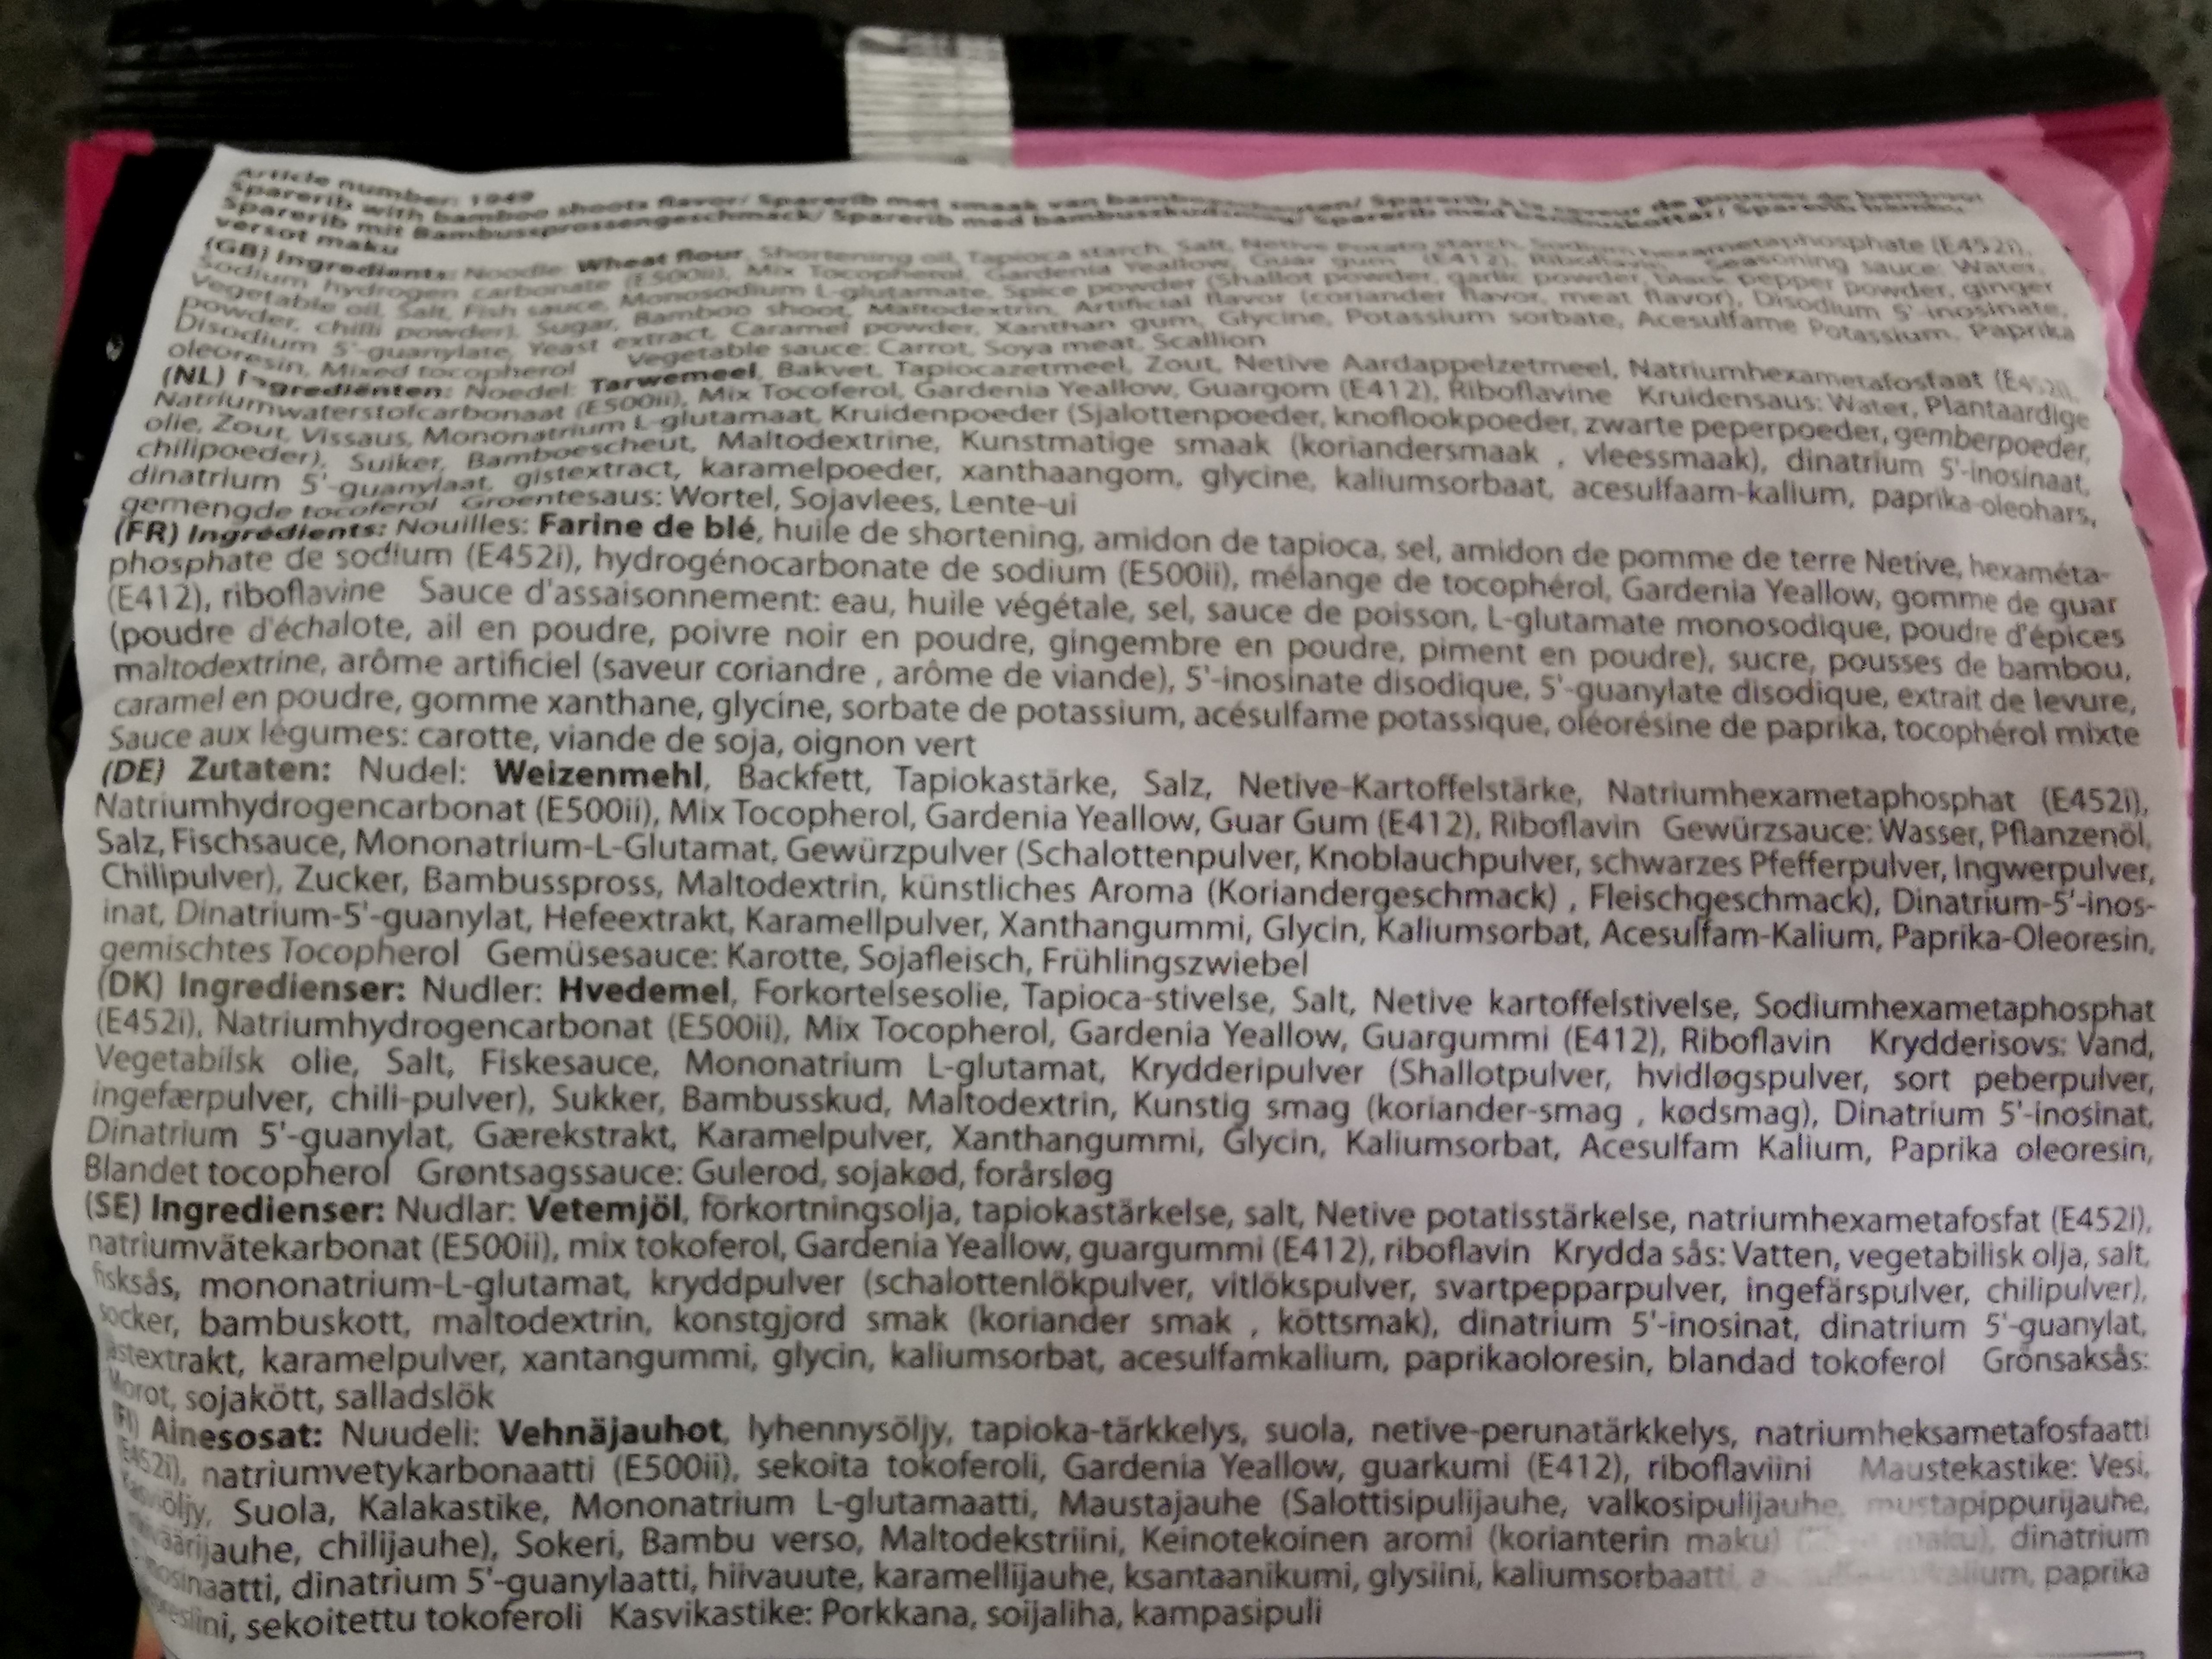 Article number: 1949
Sparerib with bamboo shoots flavor/ Sparerib met smaak van / Sparerib à la saveur de pousses de bambou/
Sparerib mit Bambussprossengeschmack/ Sparerib med / Sparerib med bambuskottar/ Sparerib
versot maku
(GB) Ingredients: Noodle: Wheat flour, Shortening oil, Tapioca starch, Salt, Netive Potato starch, Sodium hexametaphosphate (E452i),
Sodium hydrogen carbonate (E500ii), Mix Tocopherol, Gardenia Yeallow, Guar gum (E412), Riboflavin Seasoning sauce: Water,
Vegetable oil, Salt, Fish sauce, Monosodium L-glutamate, Spice powder (Shallot powder, garlic powder, black pepper powder, ginger
powder, chilli powder), Sugar, Bamboo shoot, Maltodextrin, Artificial flavor (coriander flavor, meat flavor), Disodium 5'-inosinate,
Disodium 5'-guanylate, Yeast extract, Caramel powder, Xanthan gum, Glycine, Potassium sorbate, Acesulfame Potassium, Paprika
oleoresin, Mixed tocopherol Vegetable sauce: Carrot, Soya meat, Scallion
(NL) Ingrediënten: Noedel: Tarwemeel, Bakvet, Tapiocazetmeel, Zout, Netive Aardappelzetmeel, Natriumhexametafosfaat (E452i),
Natriumwaterstofcarbonaat (E500ii), Mix Tocoferol, Gardenia Yeallow, Guargom (E412), Riboflavine Kruidensaus: Water, Plantaardige
olie, Zout, Vissaus, Mononatrium L-glutamaat, Kruidenpoeder (Sjalottenpoeder, knoflookpoeder, zwarte peperpoeder, gemberpoeder,
chilipoeder), Suiker, Bamboescheut, Maltodextrine, Kunstmatige smaak (koriandersmaak , vleessmaak), dinatrium 5'-inosinaat,
dinatrium 5'-guanylaat, gistextract, karamelpoeder, xanthaangom, glycine, kaliumsorbaat, acesulfaam-kalium, paprika-oleohars,
gemengde tocoferol Groentesaus: Wortel, Sojavlees, Lente-ui
(FR) Ingrédients: Nouilles: Farine de blé, huile de shortening, amidon de tapioca, sel, amidon de pomme de terre Netive, hexaméta-
phosphate de sodium (E452i), hydrogénocarbonate de sodium (E500ii), mélange de tocophérol, Gardenia Yeallow, gomme de guar
(E412), riboflavine Sauce d'assaisonnement: eau, huile végétale, sel, sauce de poisson, L-glutamate monosodique, poudre d'épices
(poudre d'échalote, ail en poudre, poivre noir en poudre, gingembre en poudre, piment en poudre), sucre, pousses de bambou,
maltodextrine, arôme artificiel (saveur coriandre , arôme de viande), 5'-inosinate disodique, 5'-guanylate disodique, extrait de levure,
caramel en poudre, gomme xanthane, glycine, sorbate de potassium, acésulfame potassique, oléorésine de paprika, tocophérol mixte
Sauce aux légumes: carotte, viande de soja, oignon vert
(DE) Zutaten: Nudel: Weizenmehl, Backfett, Tapiokastärke, Salz, Netive-Kartoffelstärke, Natriumhexametaphosphat (E452i),
Natriumhydrogencarbonat (E500ii), Mix Tocopherol, Gardenia Yeallow, Guar Gum (E412), Riboflavin Gewürzsauce: Wasser, Pflanzenöl,
Salz, Fischsauce, Mononatrium-L-Glutamat, Gewürzpulver (Schalottenpulver, Knoblauchpulver, schwarzes Pfefferpulver, Ingwerpulver,
Chilipulver), Zucker, Bambusspross, Maltodextrin, künstliches Aroma (Koriandergeschmack) , Fleischgeschmack), Dinatrium-5'-inos-
inat, Dinatrium-5'-guanylat, Hefeextrakt, Karamellpulver, Xanthangummi, Glycin, Kaliumsorbat, Acesulfam-Kalium, Paprika-Oleoresin,
gemischtes Tocopherol Gemüsesauce: Karotte, Sojafleisch, Frühlingszwiebel
(DK) Ingredienser: Nudler: Hvedemel, Forkortelsesolie, Tapioca-stivelse, Salt, Netive kartoffelstivelse, Sodiumhexametaphosphat
(E452i), Natriumhydrogencarbonat (E500ii), Mix Tocopherol, Gardenia Yeallow, Guargummi (E412), Riboflavin Krydderisovs: Vand,
Vegetabilsk olie, Salt, Fiskesauce, Mononatrium L-glutamat, Krydderipulver (Shallotpulver, hvidløgspulver, sort peberpulver,
ingefærpulver, chili-pulver), Sukker, Bambusskud, Maltodextrin, Kunstig smag (koriander-smag , kødsmag), Dinatrium 5'-inosinat,
Dinatrium 5'-guanylat, Gærekstrakt, Karamelpulver, Xanthangummi, Glycin, Kaliumsorbat, Acesulfam Kalium, Paprika oleoresin,
Blandet tocopherol Grøntsagssauce: Gulerod, sojakød, forårsløg
(SE) Ingredienser: Nudlar: Vetemjöl, förkortningsolja, tapiokastärkelse, salt, Netive potatisstärkelse, natriumhexametafosfat (E452i),
natriumvätekarbonat (E500ii), mix tokoferol, Gardenia Yeallow, guargummi (E412), riboflavin Krydda sås: Vatten, vegetabilisk olja, salt,
fisksås, mononatrium-L-glutamat, kryddpulver (schalottenlökpulver, vitlökspulver, svartpepparpulver, ingefärspulver, chilipulver),
socker, bambuskott, maltodextrin, konstgjord smak (koriander smak , köttsmak), dinatrium 5'-inosinat, dinatrium 5'-guanylat,
jästextrakt, karamelpulver, xantangummi, glycin, kaliumsorbat, acesulfamkalium, paprikaoloresin, blandad tokoferol Grönsaksås:
Morot, sojakött, salladslök
(FI) Ainesosat: Nuudeli: Vehnäjauhot, lyhennysöljy, tapioka-tärkkelys, suola, netive-perunatärkkelys, natriumheksametafosfaatti
(E452i), natriumvetykarbonaatti (E500ii), sekoita tokoferoli, Gardenia Yeallow, guarkumi (E412), riboflaviini Maustekastike: Vesi,
Kasviöljy, Suola, Kalakastike, Mononatrium L-glutamaatti, Maustajauhe (Salottisipulijauhe, valkosipulijauhe, mustapippurijauhe,
chilijauhe), Sokeri, Bambu verso, Maltodekstriini, Keinotekoinen aromi (korianterin maku) maku), dinatrium
dinatrium 5'-guanylaatti, hiivauute, karamellijauhe, ksantaanikumi, glysiini, kaliumsorbaatti, paprika
sekoitettu tokoferoli Kasvikastike: Porkkana, soijaliha, kampasipuli